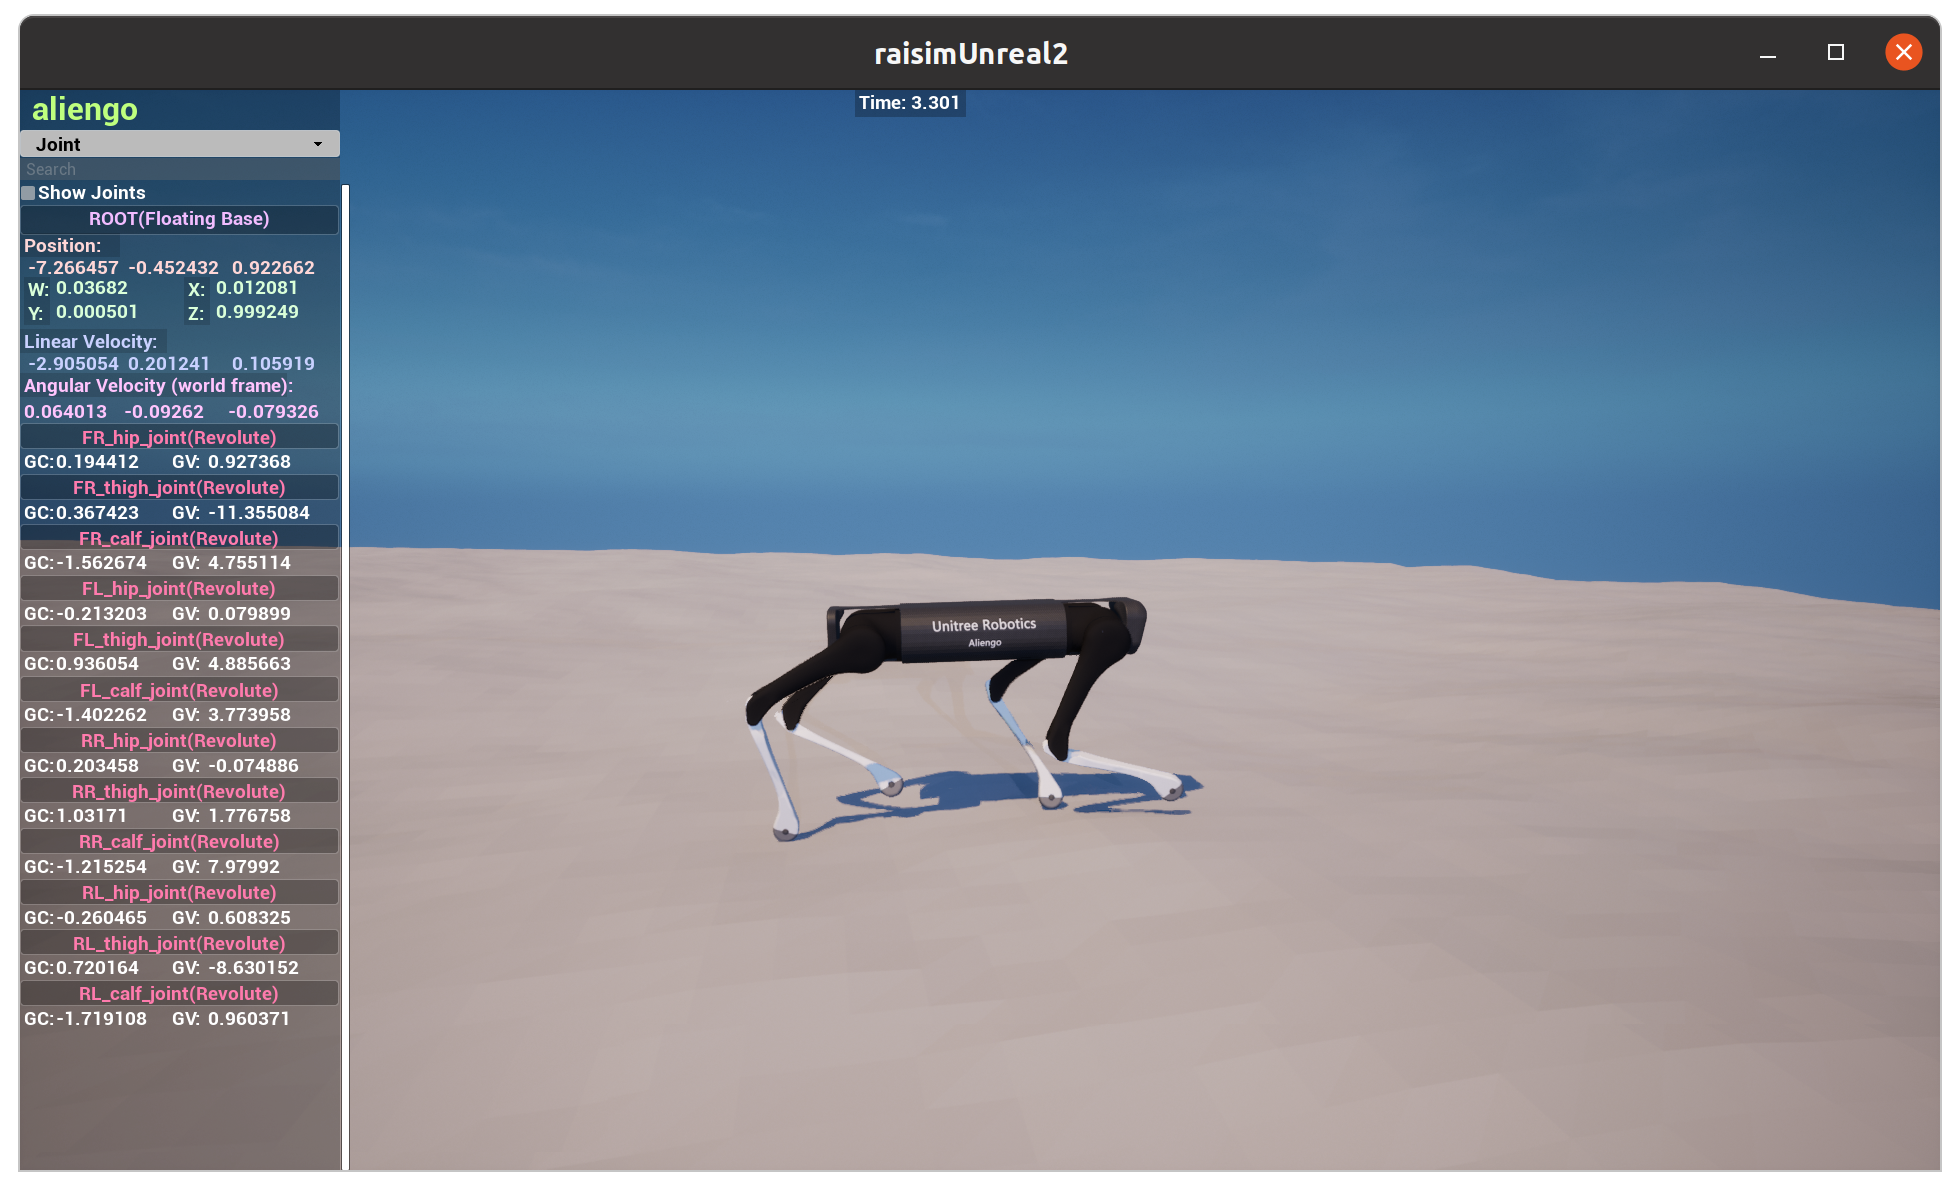 raisimUnreal2
aliengo
Time: 3.301
Joint
Search
Show Joints
ROOT(Floating Base)
Position:
-7.266457 -0.452432 0.922662
W: 0.03682 X: 0.012081
Y: 0.000501 Z: 0.999249
Linear Velocity:
-2.905054 0.201241 0.105919
Angular Velocity (world frame):
0.064013 -0.09262 -0.079326
FR_hip_joint(Revolute)
GC:0.194412 GV: 0.927368
FR_thigh_joint(Revolute)
GC:0.367423 GV: -11.355084
FR_calf_joint(Revolute)
GC:-1.562674 GV: 4.755114
FL_hip_joint(Revolute)
GC:-0.213203 GV: 0.079899
FL_thigh_joint(Revolute)
GC:0.936054 GV: 4.885663
FL_calf_joint(Revolute)
GC:-1.402262 GV: 3.773958
RR_hip_joint(Revolute)
GC:0.203458 GV: -0.074886
RR_thigh_joint(Revolute)
GC:1.03171 GV: 1.776758
RR_calf_joint(Revolute)
GC:-1.215254 GV: 7.97992
RL_hip_joint(Revolute)
GC:-0.260465 GV: 0.608325
RL_thigh_joint(Revolute)
GC:0.720164 GV: -8.630152
RL_calf_joint(Revolute)
GC:-1.719108 GV: 0.960371
Unitree Robotics
Aliengo